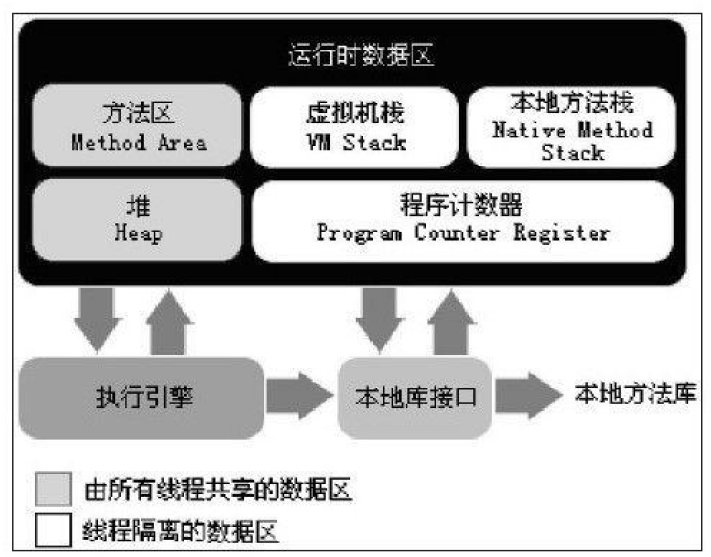 运行时数据区
方法区
Method Area
虚拟机栈
VM Stack
本地方法栈
Native Method
Stack
堆
Heap
程序计数器
Program Counter Register
执行引擎
本地库接口
本地方法库
由所有线程共享的数据区
线程隔离的数据区